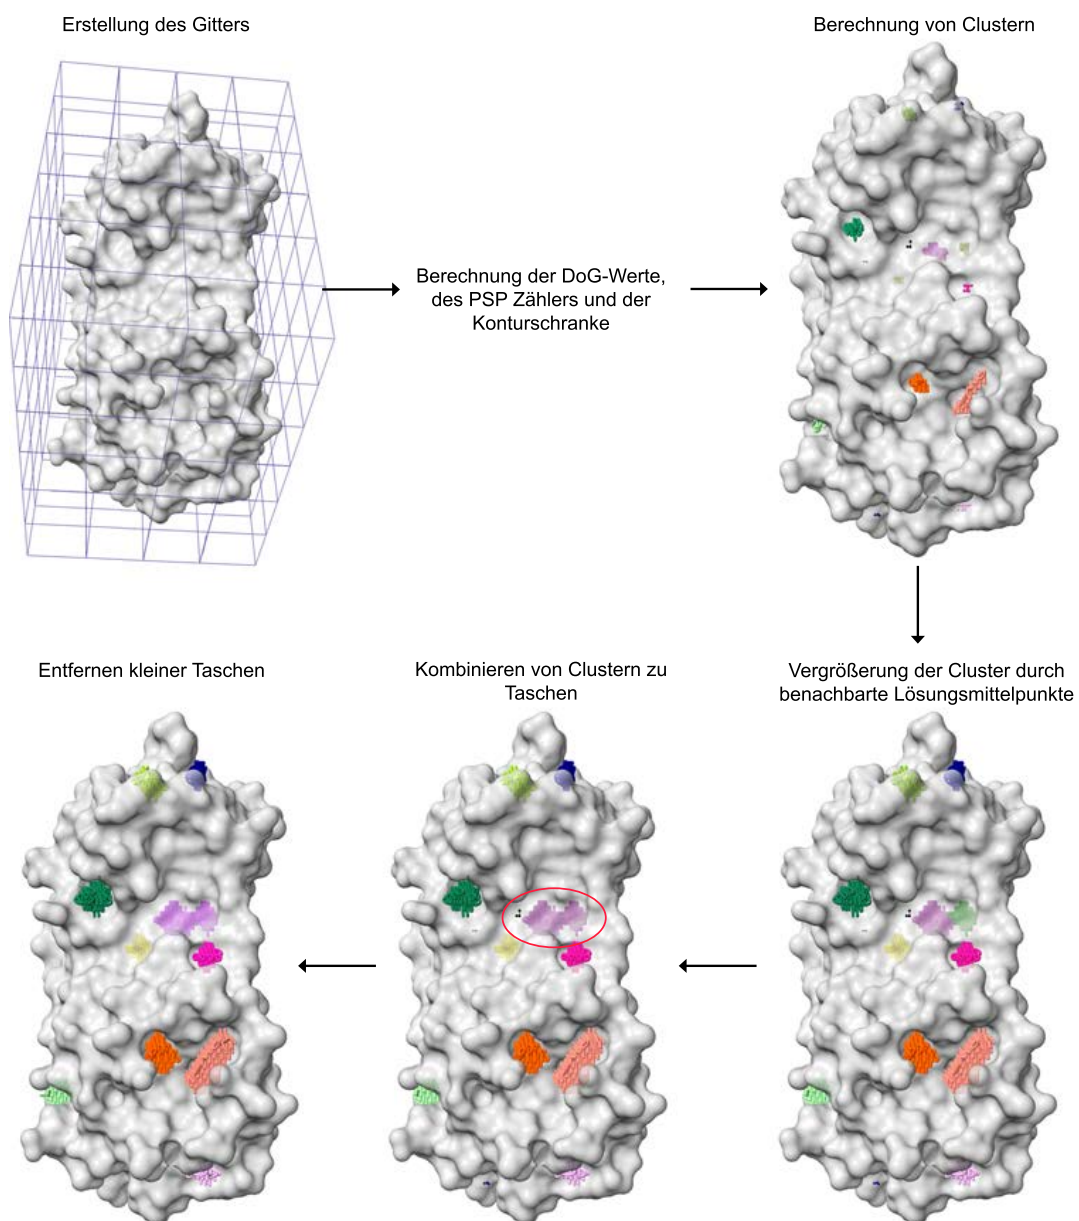 Erstellung des Gitters
Berechnung von Clustern
Berechnung der DoG-Werte,
des PSP Zählers und der
Konturschranke
Entfernen kleiner Taschen
Kombinieren von Clustern zu
Taschen
Vergrößerung der Cluster durch
benachbarte Lösungsmittelpunkte